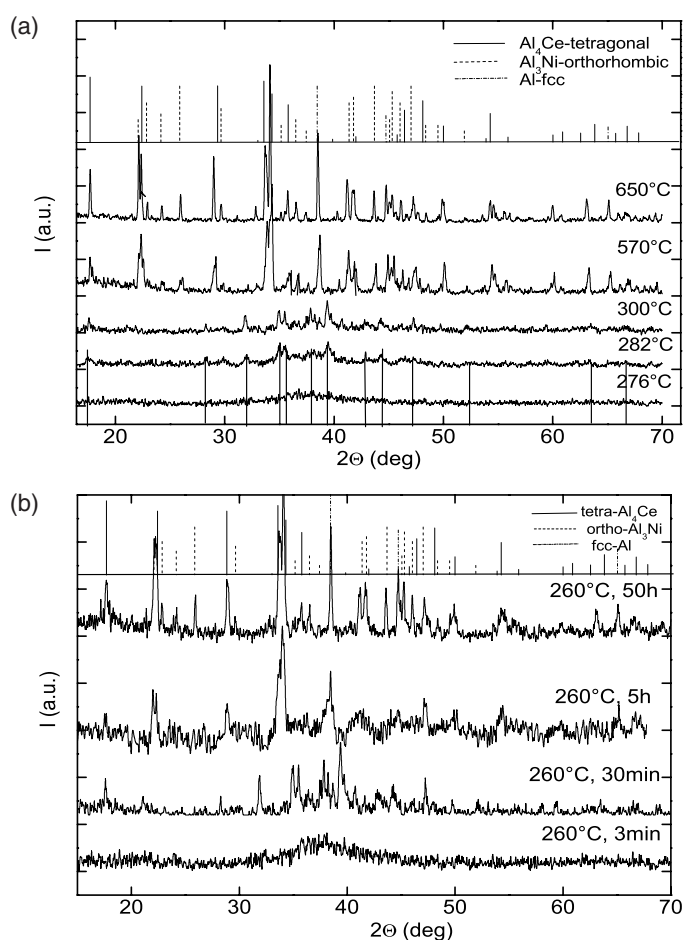 (a)
Al4Ce-tetragonal
Al3Ni-orthorhombic
Al-fcc
650°C
570°C
300°C
282°C
276°C
I (a.u.)
20 30 40 50 60 70
2Θ (deg)
(b)
tetra-Al4Ce
ortho-Al3Ni
fcc-Al
260°C, 50h
260°C, 5h
260°C, 30min
260°C, 3min
I (a.u.)
20 30 40 50 60 70
2Θ (deg)